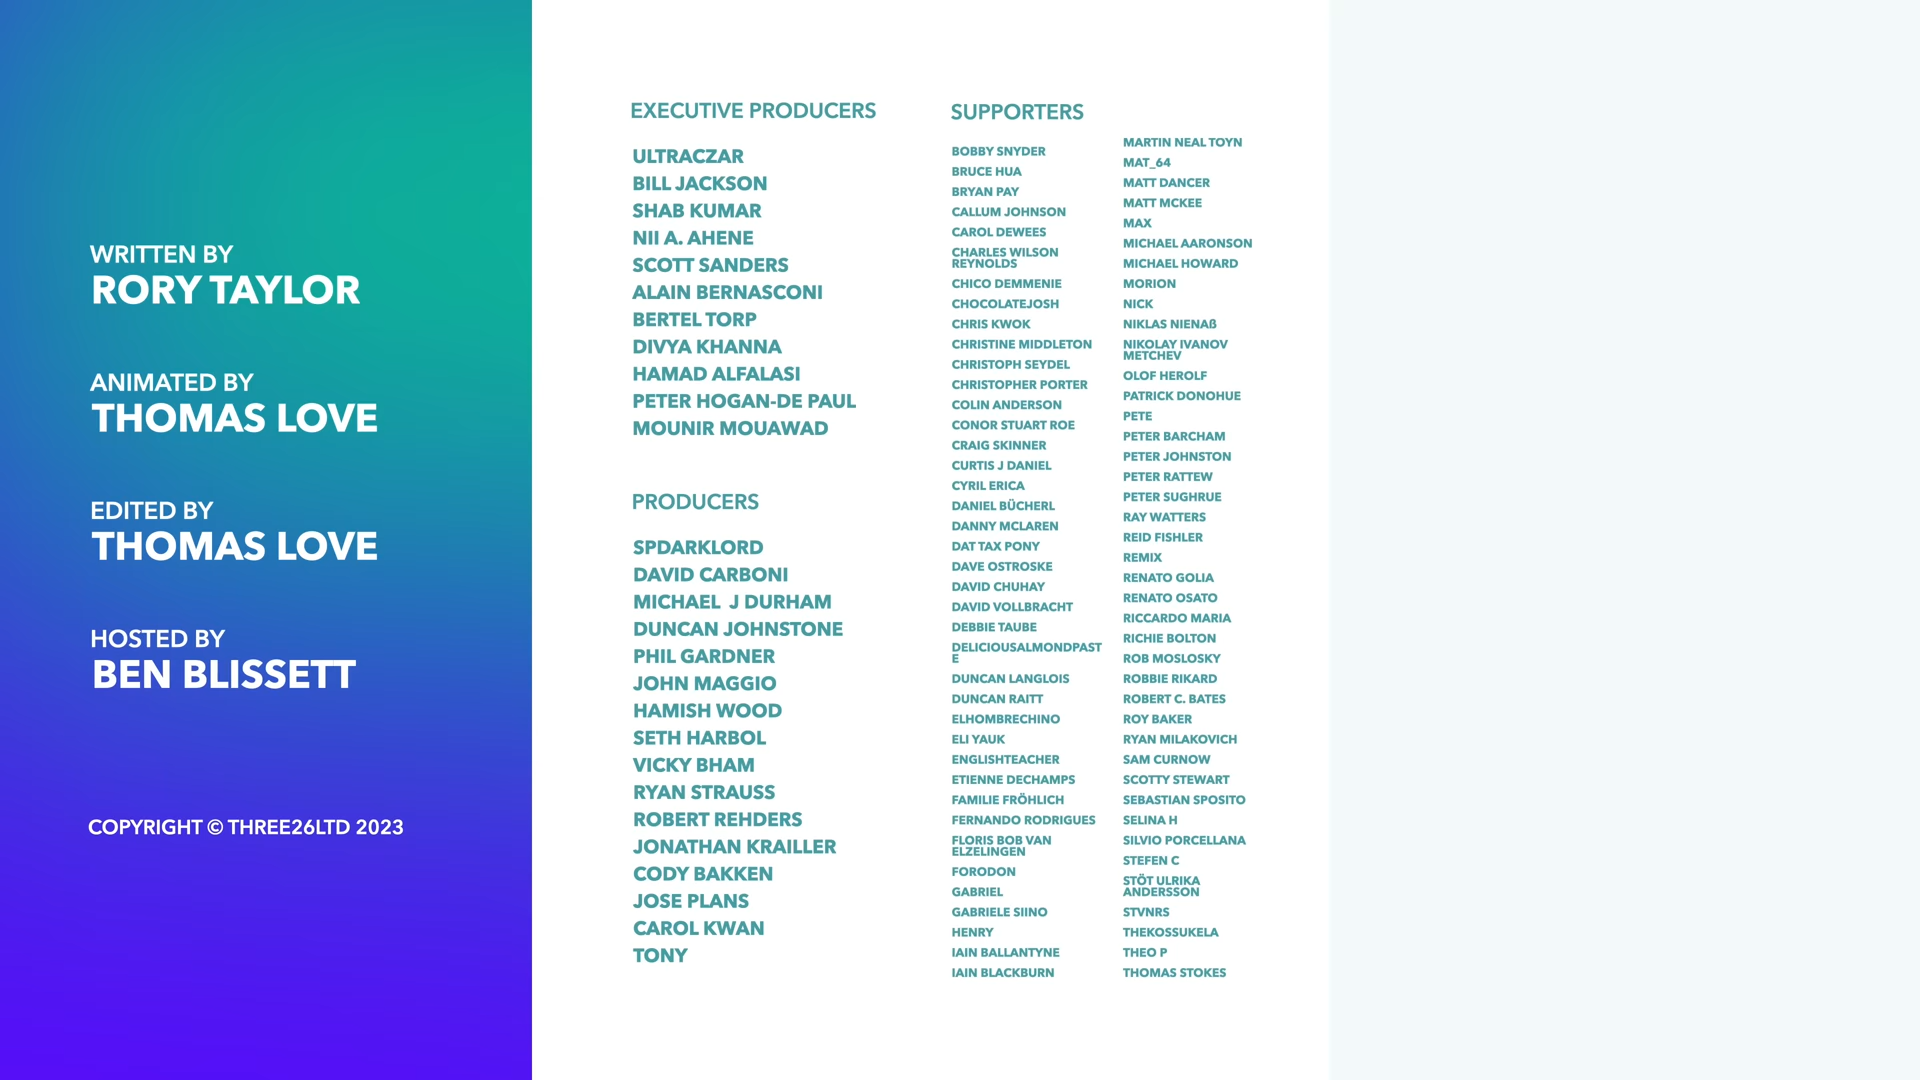 WRITTEN BY
RORY TAYLOR
ANIMATED BY
THOMAS LOVE
EDITED BY
THOMAS LOVE
HOSTED BY
BEN BLISSETT
COPYRIGHT © THREE26LTD 2023
EXECUTIVE PRODUCERS
ULTRACZAR
BILL JACKSON
SHAB KUMAR
NII A. AHENE
SCOTT SANDERS
ALAIN BERNASCONI
BERTEL TORP
DIVYA KHANNA
HAMAD ALFALASI
PETER HOGAN-DE PAUL
MOUNIR MOUAWAD
PRODUCERS
SPDARKLORD
DAVID CARBONI
MICHAEL  J DURHAM
DUNCAN JOHNSTONE
PHIL GARDNER
JOHN MAGGIO
HAMISH WOOD
SETH HARBOL
VICKY BHAM
RYAN STRAUSS
ROBERT REHDERS
JONATHAN KRAILLER
CODY BAKKEN
JOSE PLANS
CAROL KWAN
TONY
SUPPORTERS
BOBBY SNYDER
BRUCE HUA
BRYAN PAY
CALLUM JOHNSON
CAROL DEWEES
CHARLES WILSON
REYNOLDS
CHICO DEMMENIE
CHOCOLATEJOSH
CHRIS KWOK
CHRISTINE MIDDLETON
CHRISTOPH SEYDEL
CHRISTOPHER PORTER
COLIN ANDERSON
CONOR STUART ROE
CRAIG SKINNER
CURTIS J DANIEL
CYRIL ERICA
DANIEL BÜCHERL
DANNY MCLAREN
DAT TAX PONY
DAVE OSTROSKE
DAVID CHUHAY
DAVID VOLLBRACHT
DEBBIE TAUBE
DELICIOUSALMONDPAST
E
DUNCAN LANGLOIS
DUNCAN RAITT
ELHOMBRECHINO
ELI YAUK
ENGLISHTEACHER
ETIENNE DECHAMPS
FAMILIE FRÖHLICH
FERNANDO RODRIGUES
FLORIS BOB VAN
ELZELINGEN
FORODON
GABRIEL
GABRIELE SIINO
HENRY
IAIN BALLANTYNE
IAIN BLACKBURN
MARTIN NEAL TOYN
MAT_64
MATT DANCER
MATT MCKEE
MAX
MICHAEL AARONSON
MICHAEL HOWARD
MORION
NICK
NIKLAS NIENAß
NIKOLAY IVANOV
METCHEV
OLOF HEROLF
PATRICK DONOHUE
PETE
PETER BARCHAM
PETER JOHNSTON
PETER RATTEW
PETER SUGHRUE
RAY WATTERS
REID FISHLER
REMIX
RENATO GOLIA
RENATO OSATO
RICCARDO MARIA
RICHIE BOLTON
ROB MOSLOSKY
ROBBIE RIKARD
ROBERT C. BATES
ROY BAKER
RYAN MILAKOVICH
SAM CURNOW
SCOTTY STEWART
SEBASTIAN SPOSITO
SELINA H
SILVIO PORCELLANA
STEFEN C
STÖT ULRIKA
ANDERSSON
STVNRS
THEKOSSUKELA
THEO P
THOMAS STOKES